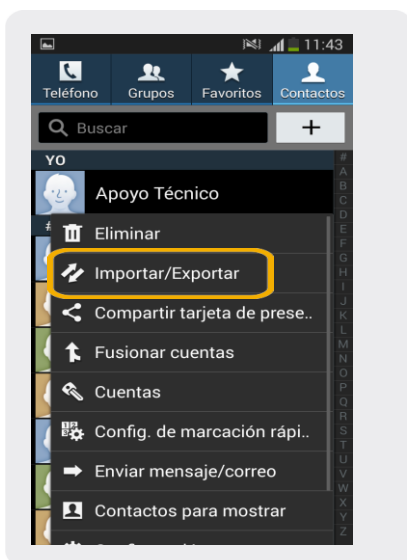 11:43
Teléfono Grupos Favoritos Contactos
Buscar
+
YO
Apoyo Técnico
#
Eliminar
Importar/Exportar
Compartir tarjeta de prese..
Fusionar cuentas
Cuentas
Config. de marcación rápi..
Enviar mensaje/correo
Contactos para mostrar
#
A
B
C
D
E
F
G
H
I
J
K
L
M
N
O
P
Q
R
S
T
U
V
W
X
Y
Z